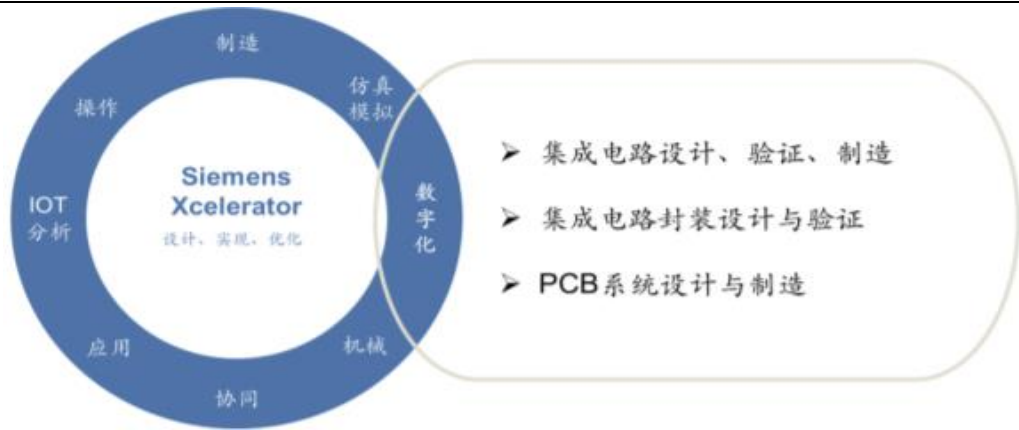 制造
仿真
模拟
操作
Siemens
Xcelerator
设计、实现、优化
IOT
分析
数
字
化
应用
机械
协同
➢ 集成电路设计、验证、制造
➢ 集成电路封装设计与验证
➢ PCB系统设计与制造